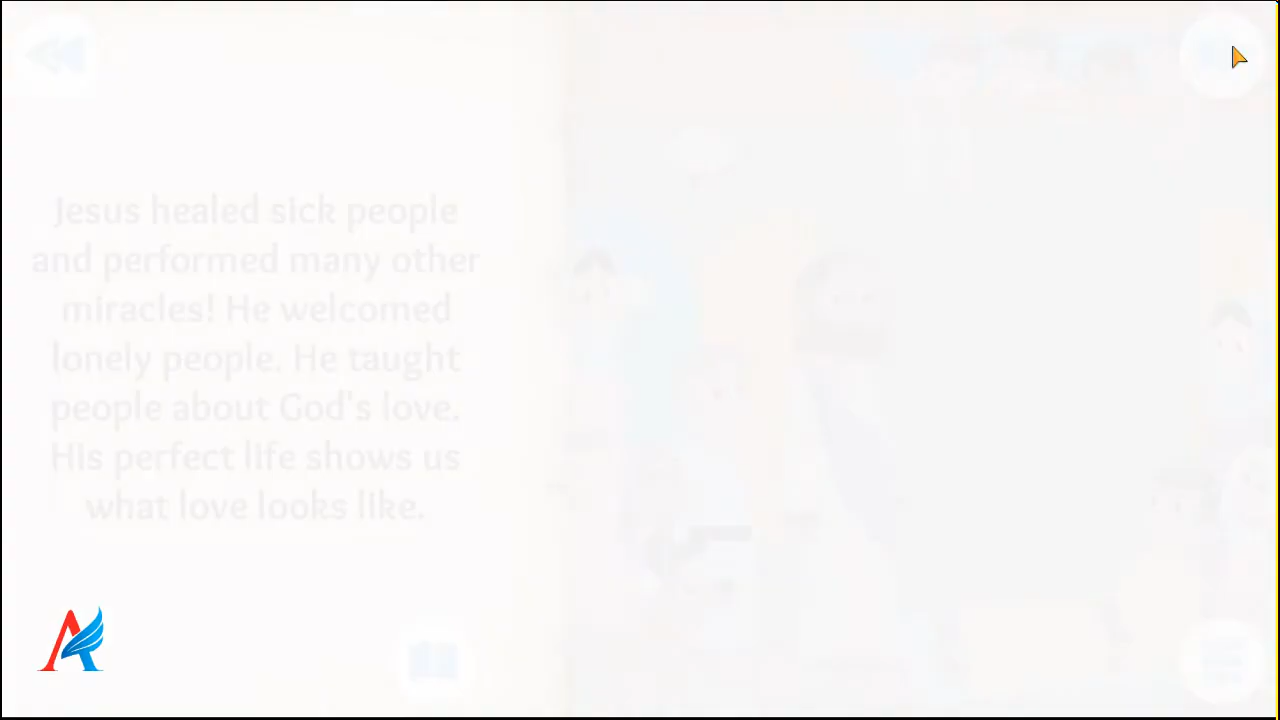 Jesus healed sick people
and performed many other
miracles! He welcomed
lonely people. He taught
people about God's love.
His perfect life shows us
what love looks like.